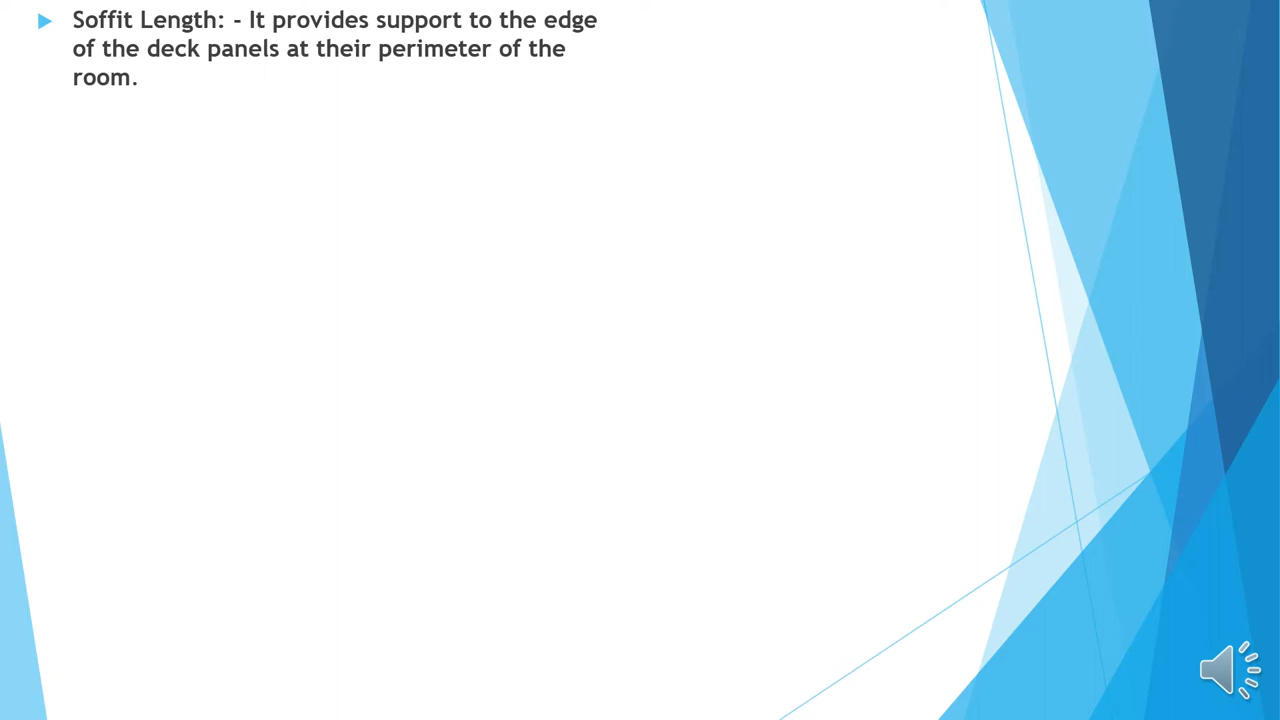 Soffit Length: - It provides support to the edge
of the deck panels at their perimeter of the
room.